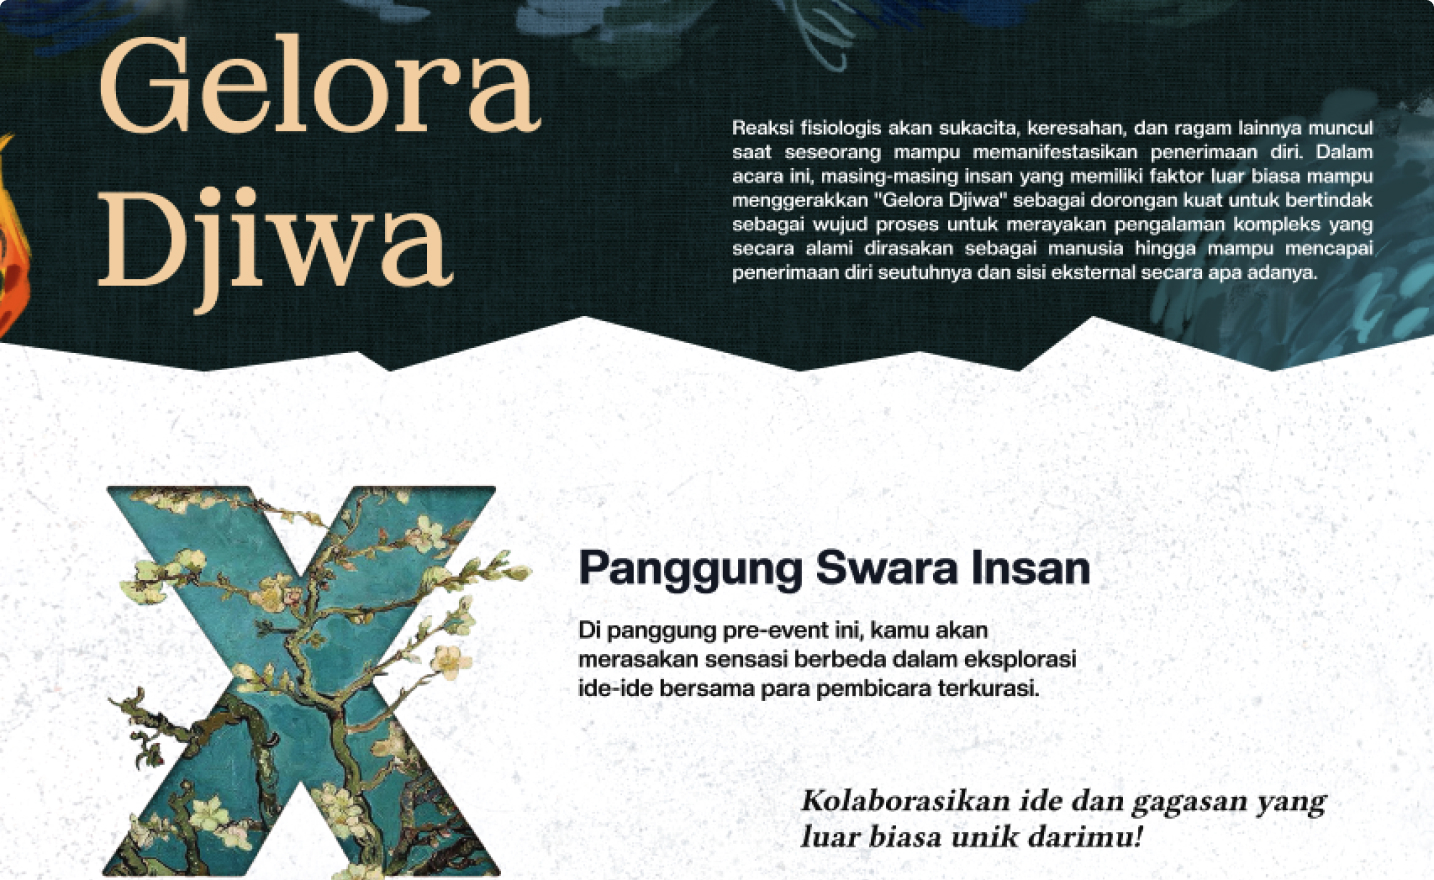 Gelora
Djiwa
Reaksi fisiologis akan sukacita, keresahan, dan ragam lainnya muncul
saat seseorang mampu memanifestasikan penerimaan diri. Dalam
acara ini, masing-masing insan yang memiliki faktor luar biasa mampu
menggerakkan "Gelora Djiwa" sebagai dorongan kuat untuk bertindak
sebagai wujud proses untuk merayakan pengalaman kompleks yang
secara alami dirasakan sebagai manusia hingga mampu mencapai
penerimaan diri seutuhnya dan sisi eksternal secara apa adanya.
X
Panggung Swara Insan
Di panggung pre-event ini, kamu akan
merasakan sensasi berbeda dalam eksplorasi
ide-ide bersama para pembicara terkurasi.
Kolaborasikan ide dan gagasan yang
luar biasa unik darimu!